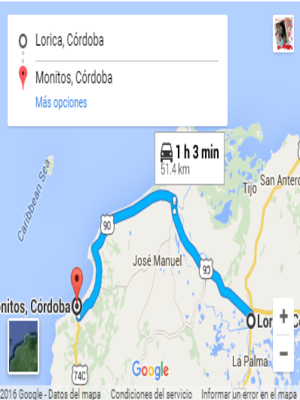 Lorica, Córdoba
Monitos, Córdoba
Más opciones
1 h 3 min
51.4 km
Caribbean Sea
San Antero
Tijo
90
José Manuel
90
nitos, Córdoba
Lor
74C
La Palma
Google
2016 Google - Datos del mapa Condiciones del servicio Informar un error en el mapa